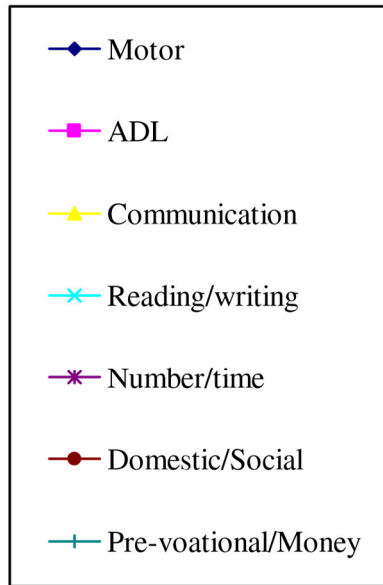 Motor
ADL
Communication
Reading/writing
Number/time
Domestic/Social
Pre-voational/Money